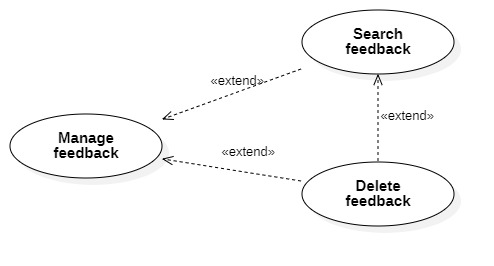 Search
feedback
«extend»
«extend»
Manage
feedback
«extend»
Delete
feedback